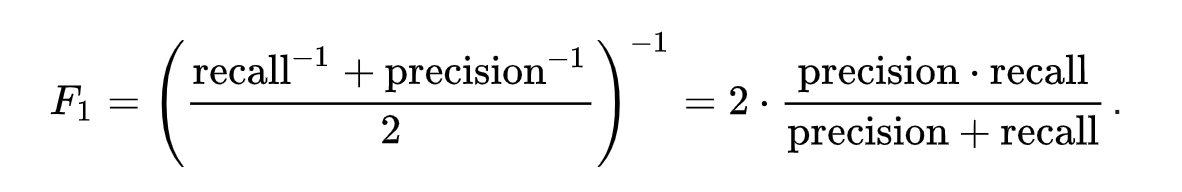 F₁ = ( (recall⁻¹ + precision⁻¹) / 2 )⁻¹ = 2 · (precision · recall) / (precision + recall) .